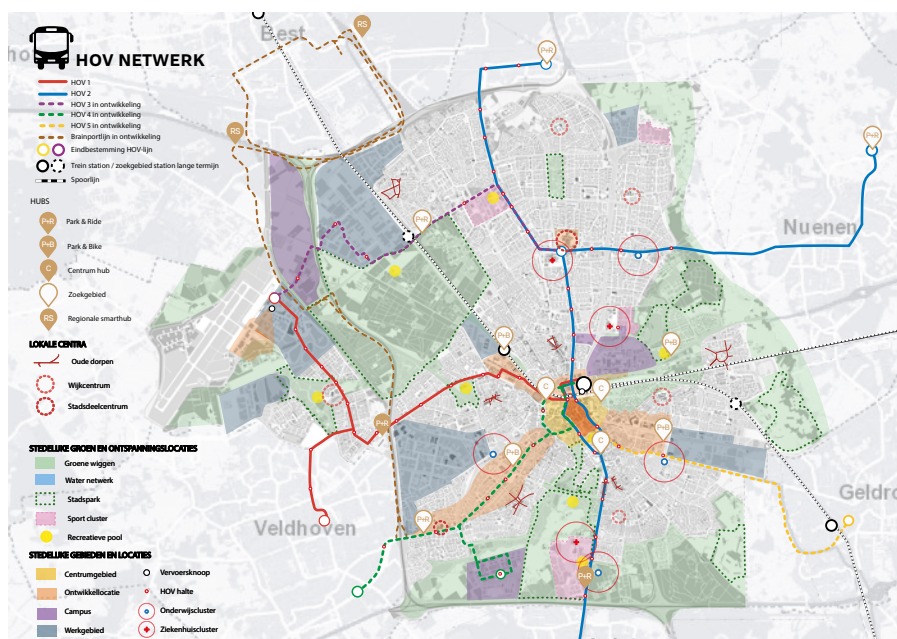 HOV NETWERK
HOV 1
HOV 2
HOV 3 in ontwikkeling
HOV 4 in ontwikkeling
HOV 5 in ontwikkeling
Brainportlijn in ontwikkeling
Eindbestemming HOV-lijn
Trein station / zoekgebied station lange termijn
Spoorlijn
HUBS
P+R Park & Ride
P+B Park & Bike
C Centrum hub
Zoekgebied
RS Regionale smarthub
LOKALE CENTRA
Oude dorpen
Wijkcentrum
Stadsdeelcentrum
STEDELIJKE GROEN EN ONTSPANNINGSLOCATIES
Groene wiggen
Water netwerk
Stadspark
Sport cluster
Recreatieve pool
STEDELIJKE GEBIEDEN EN LOCATIES
Centrumgebied
Ontwikkellocatie
Campus
Werkgebied
Vervoersknoop
HOV halte
Onderwijscluster
Ziekenhuiscluster
Best
RS
P+R
RS
P+R
Nuenen
P+R
P+B
P+B
C
C
P+R
P+B
C
P+B
Geldro
Veldhoven
P+R
P+R